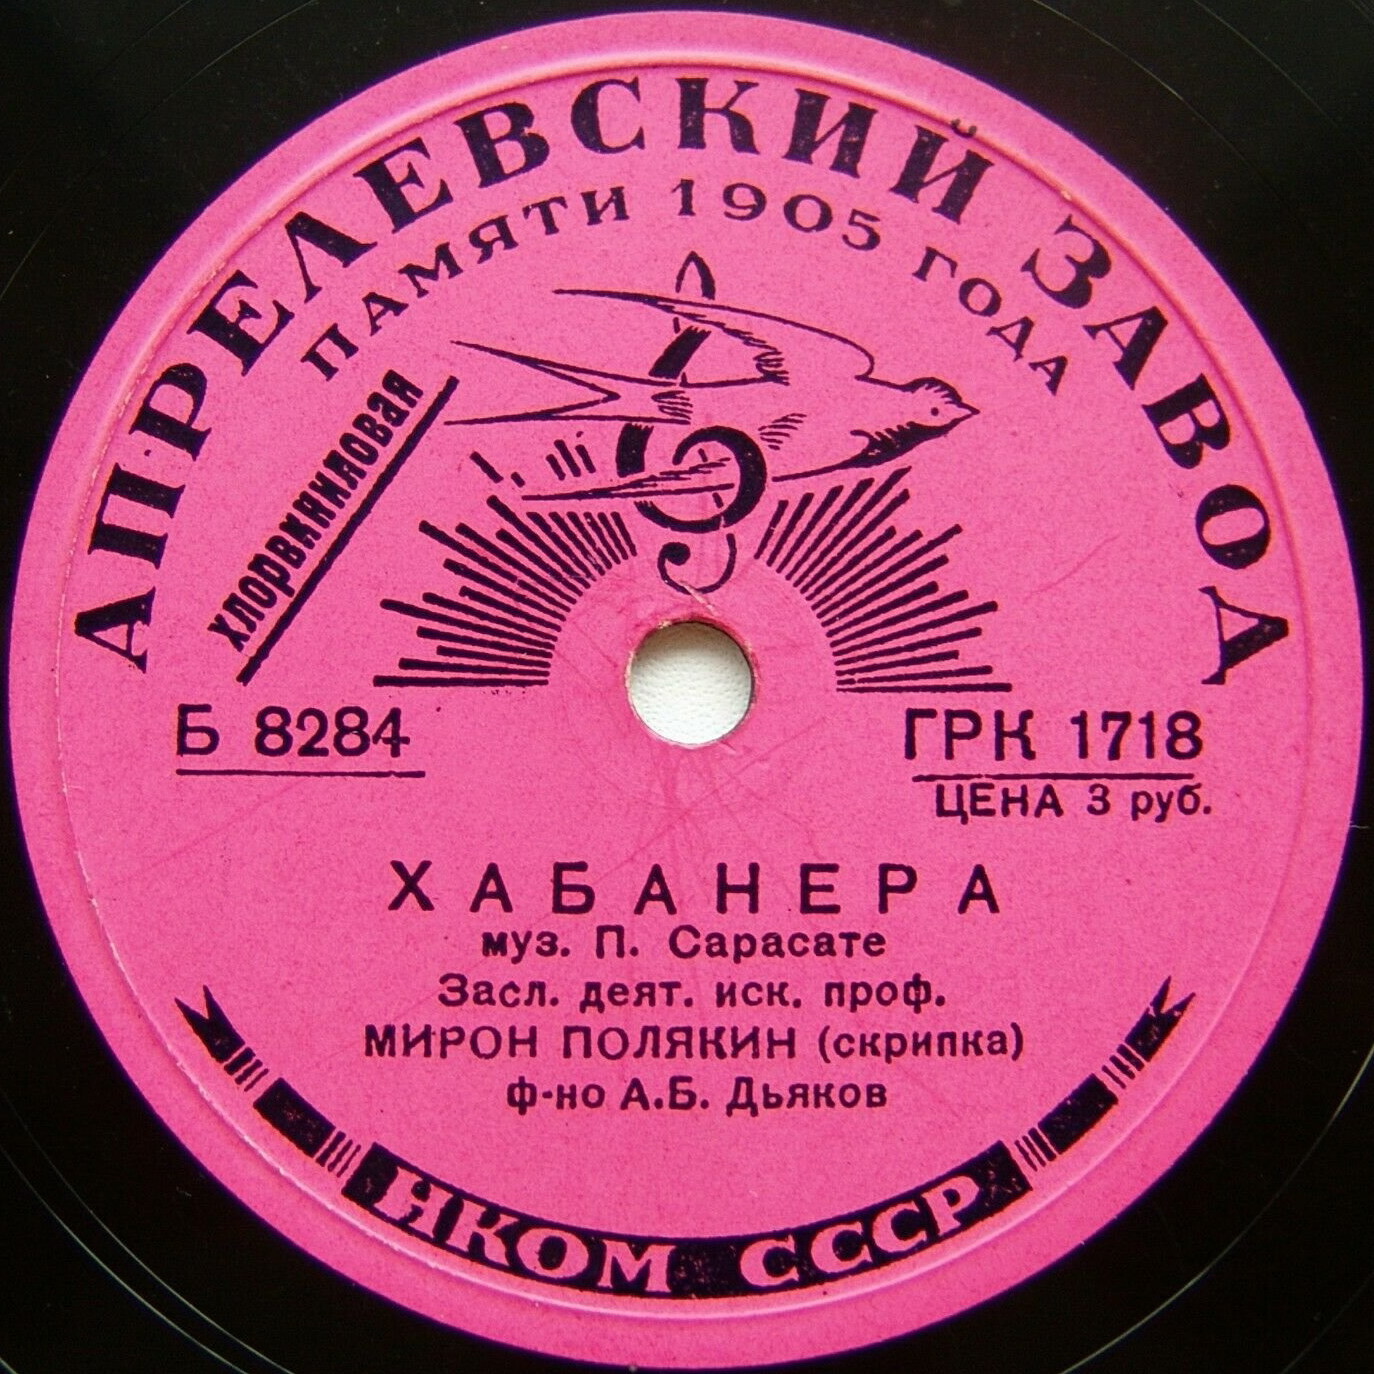 АПРЕЛЕВСКИЙ ЗАВОД
ПАМЯТИ 1905 ГОДА
хлорвиниловая
Б 8284
ГРК 1718
ЦЕНА 3 руб.
ХАБАНЕРА
муз. П. Сарасате
Засл. деят. иск. проф.
МИРОН ПОЛЯКИН (скрипка)
ф-но А.Б. Дьяков
НКОМ СССР